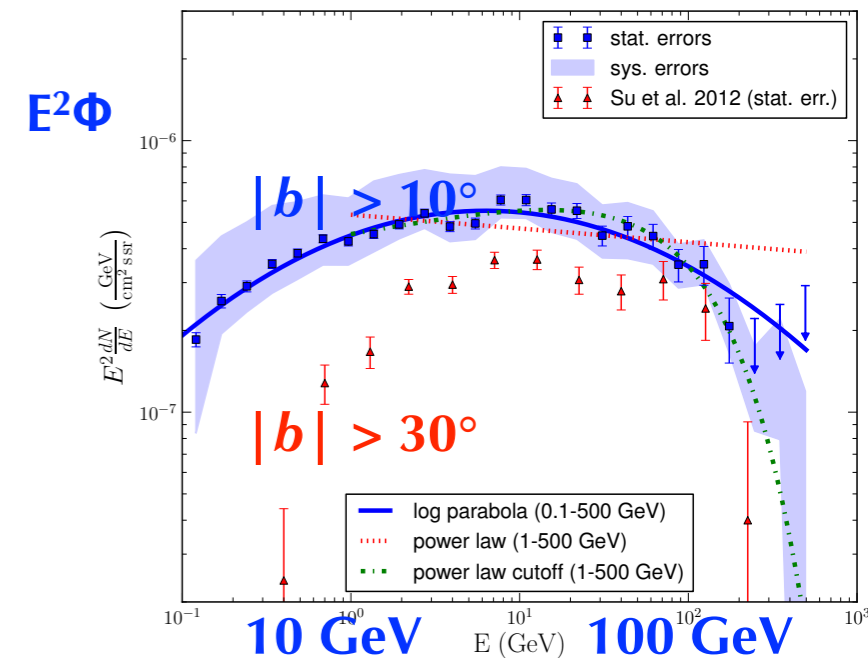 stat. errors
sys. errors
Su et al. 2012 (stat. err.)
E²Φ
10⁻⁶
|b| > 10°
E² dN/dE (GeV/cm² s sr)
10⁻⁷
|b| > 30°
log parabola (0.1-500 GeV)
power law (1-500 GeV)
power law cutoff (1-500 GeV)
10⁻¹ 10⁰ 10¹ 10² 10³
10 GeV E (GeV) 100 GeV